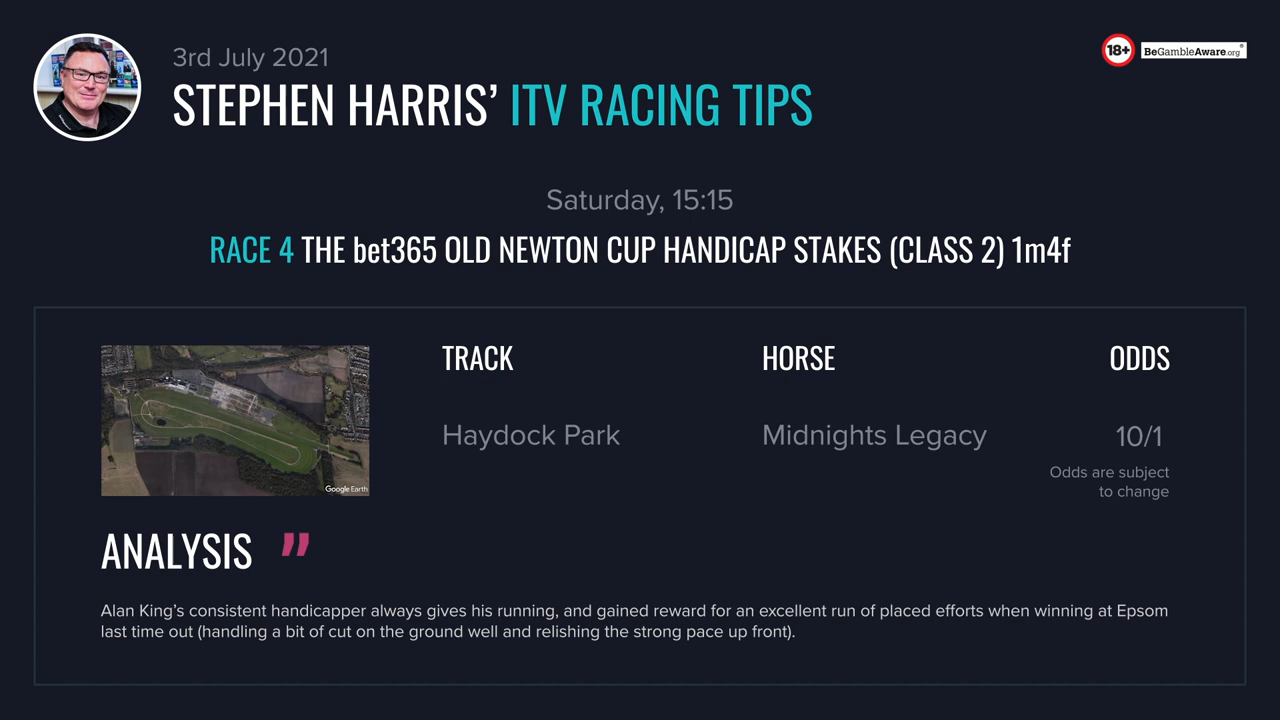 3rd July 2021
STEPHEN HARRIS’ ITV RACING TIPS
18+
BeGambleAware.org®
Saturday, 15:15
RACE 4 THE bet365 OLD NEWTON CUP HANDICAP STAKES (CLASS 2) 1m4f
TRACK
HORSE
ODDS
Haydock Park
Midnights Legacy
10/1
Odds are subject
to change
Google Earth
ANALYSIS ”
Alan King’s consistent handicapper always gives his running, and gained reward for an excellent run of placed efforts when winning at Epsom
last time out (handling a bit of cut on the ground well and relishing the strong pace up front).